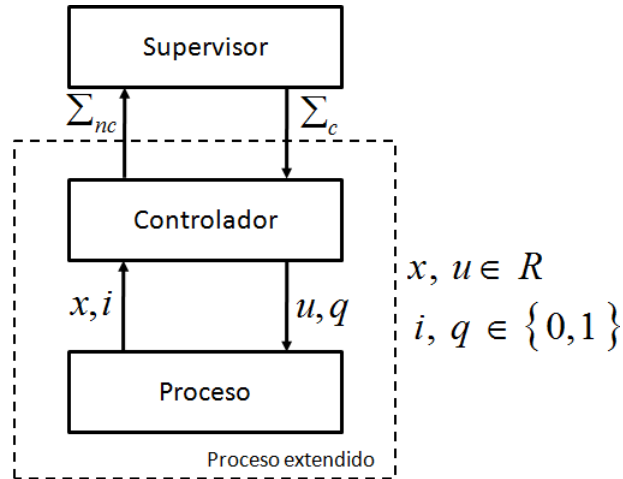 Supervisor
Σnc
Σc
Controlador
x, u ∈ R
x,i
u,q
i, q ∈ {0,1}
Proceso
Proceso extendido